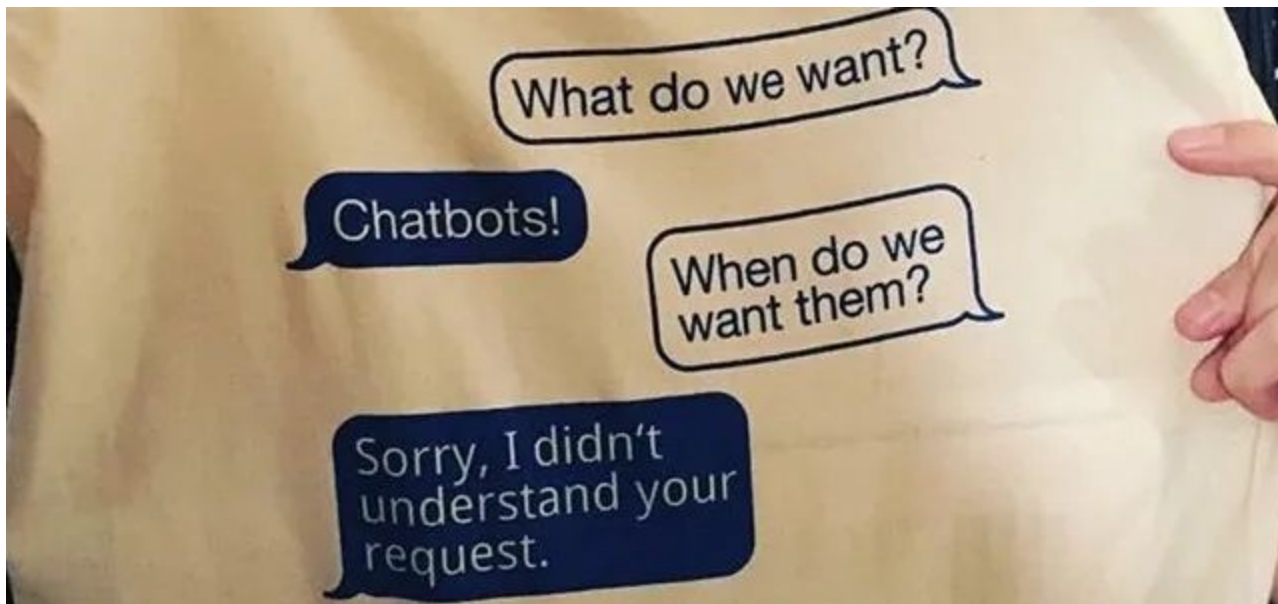 What do we want?
Chatbots!
When do we
want them?
Sorry, I didn't
understand your
request.